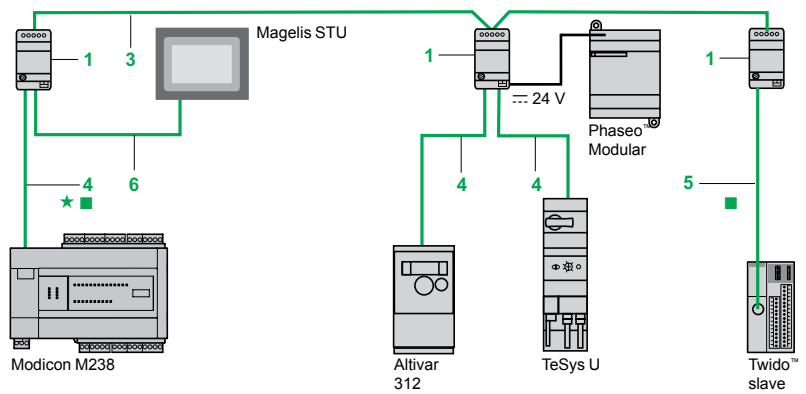 Magelis STU
1
3
1
1
24 V
Phaseo™
Modular
4
6
4
4
5
Modicon M238
Altivar
312
TeSys U
Twido™
slave